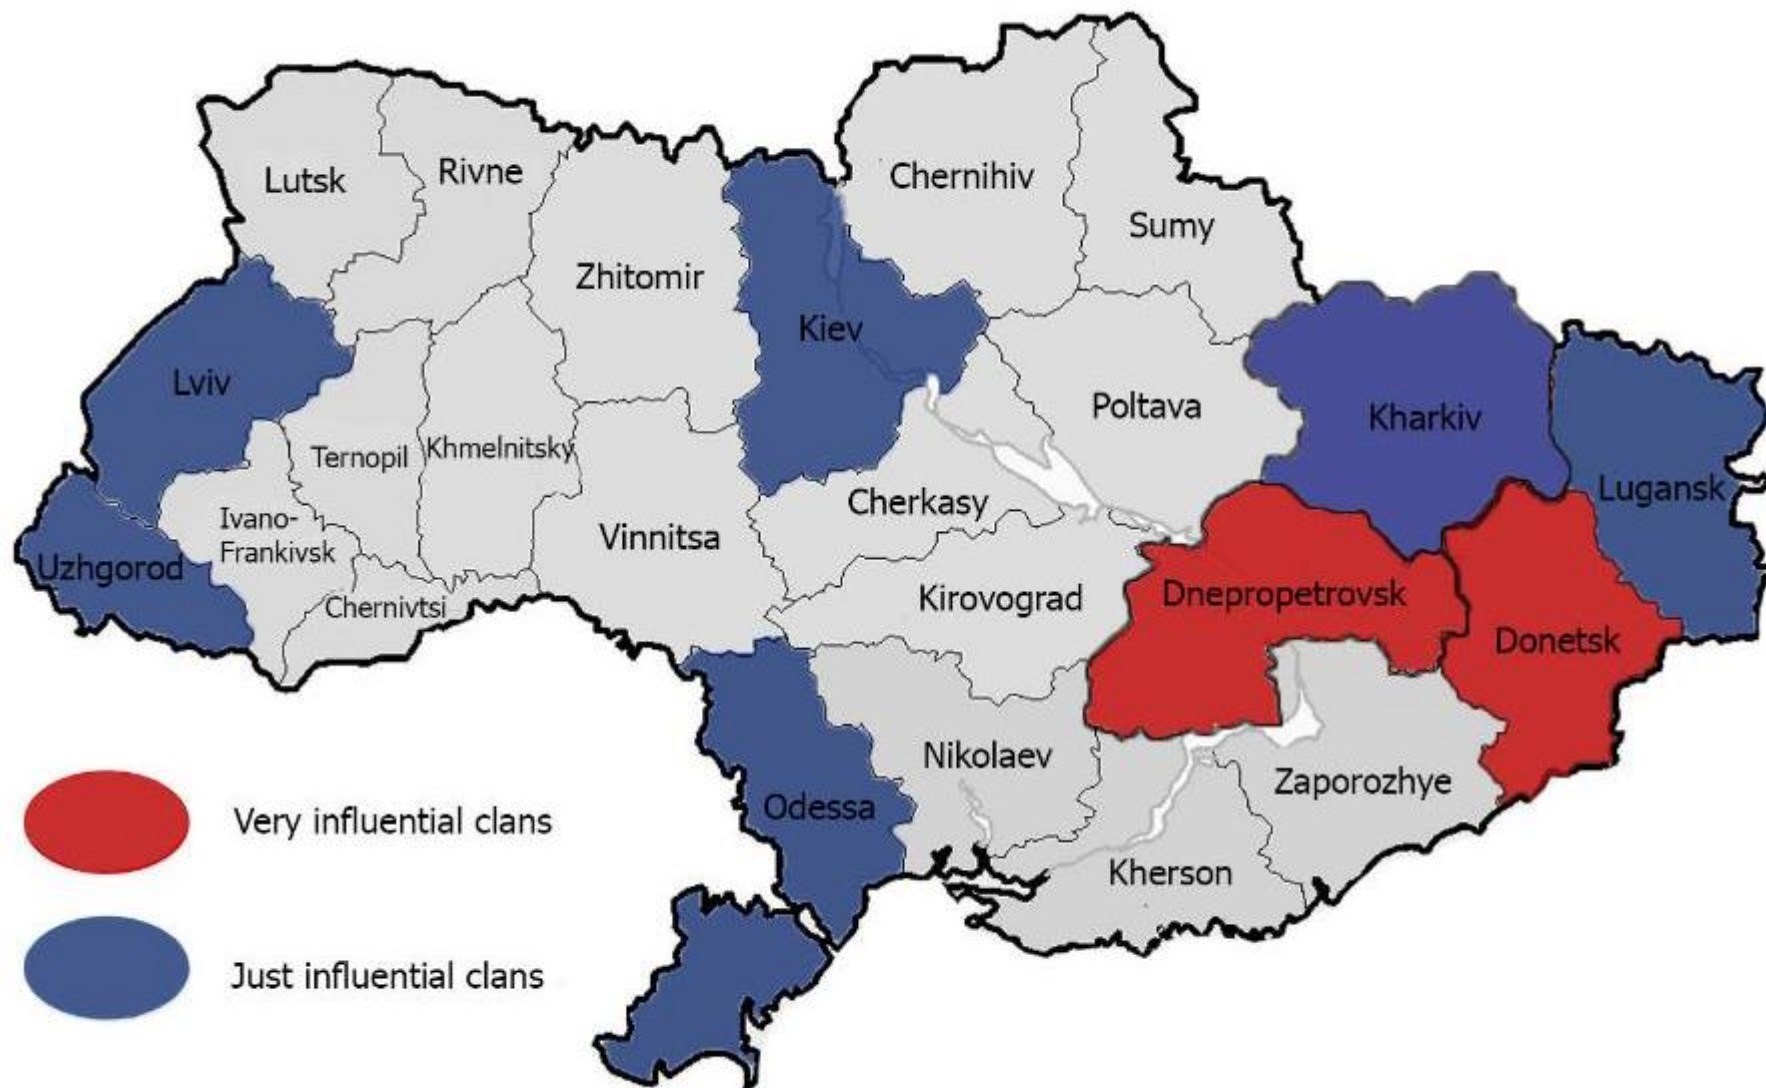 Chernihiv
Rivne
Lutsk
Sumy
Zhitomir
Kiev
Lviv
Poltava
Kharkiv
Ternopil
Khmelnitsky
Lugansk
Cherkasy
Ivano-
Frankivsk
Vinnitsa
Uzhgorod
Dnepropetrovsk
Kirovograd
Chernivtsi
Donetsk
Nikolaev
Zaporozhye
Odessa
Very influential clans
Kherson
Just influential clans